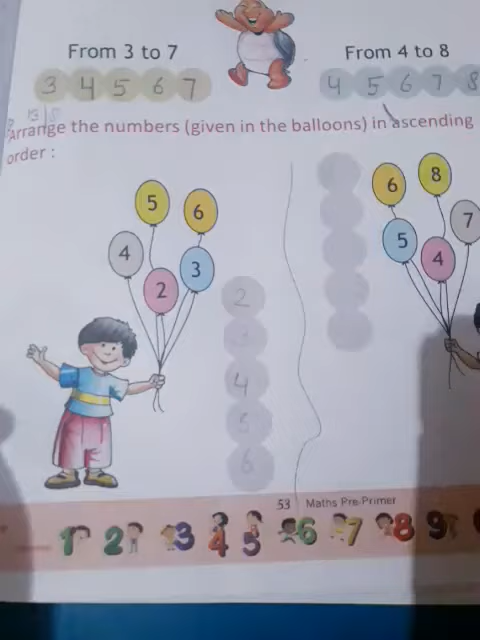 From 3 to 7
From 4 to 8
3 4 5 6 7
4 5 6 7 8
Arrange the numbers (given in the balloons) in ascending
order :
5
6
4
2
3
2
4
5
6
6
8
7
5
4
53 Maths Pre-Primer
1 2 3 4 5 6 7 8 9